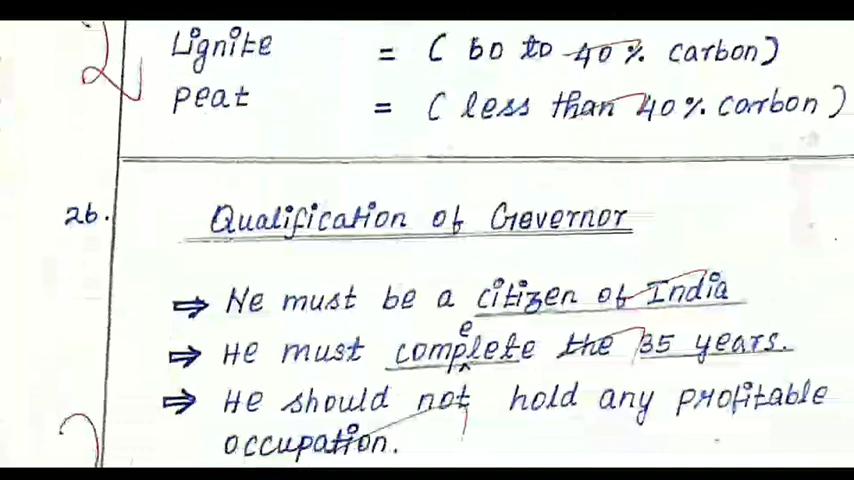 Lignite = ( 60 to 40% carbon)
Peat = ( less than 40% carbon )
26. Qualification of Governor
⇒ He must be a citizen of India
⇒ He must complete the 35 years.
⇒ He should not hold any profitable
occupation.